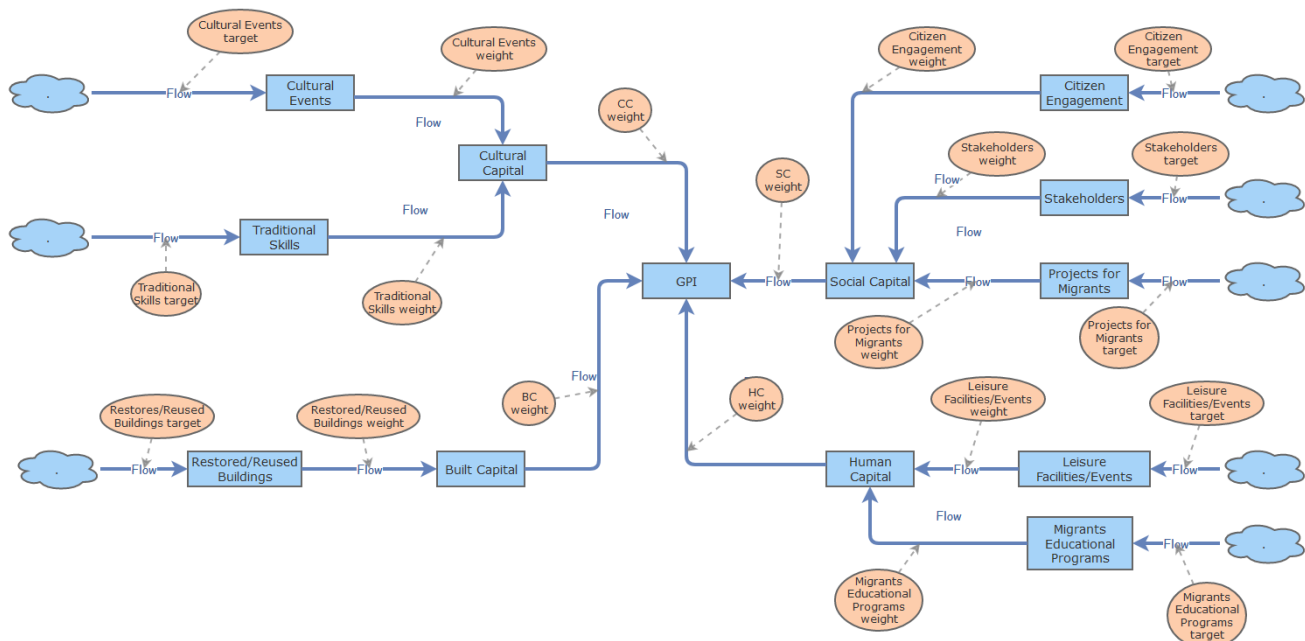 Cultural Events
target
Cultural Events
weight
Citizen
Engagement
weight
Citizen
Engagement
target
.
Flow
Cultural
Events
Flow
CC
weight
Citizen
Engagement
Flow
.
Cultural
Capital
SC
weight
Stakeholders
weight
Stakeholders
target
Flow
Stakeholders
Flow
.
Flow
Flow
Flow
.
Flow
Traditional
Skills
Traditional
Skills target
Traditional
Skills weight
GPI
Flow
Social Capital
Flow
Projects for
Migrants
Flow
.
Projects for
Migrants
weight
Projects for
Migrants
target
Flow
BC
weight
HC
weight
Leisure
Facilities/Events
weight
Leisure
Facilities/Events
target
Restores/Reused
Buildings target
Restored/Reused
Buildings weight
.
Flow
Restored/Reused
Buildings
Flow
Built Capital
Human
Capital
Flow
Leisure
Facilities/Events
Flow
.
Flow
Migrants
Educational
Programs
Flow
.
Migrants
Educational
Programs
weight
Migrants
Educational
Programs
target